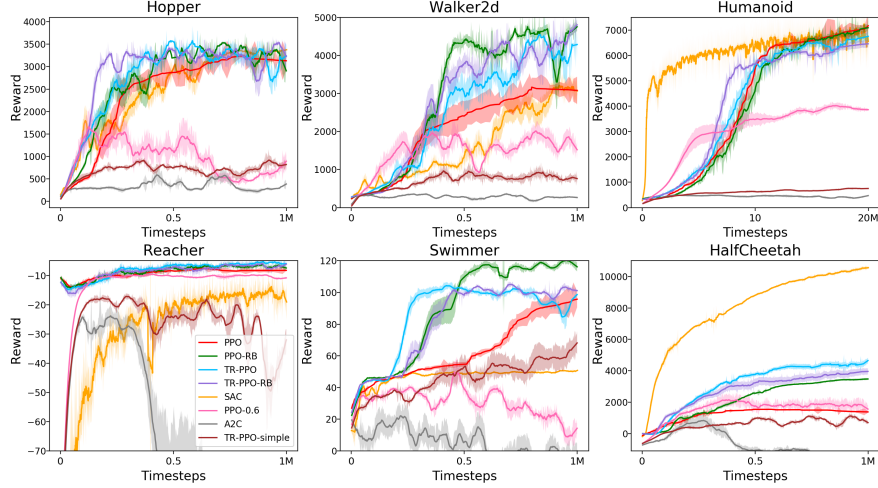 Hopper
4000
3500
3000
2500
2000
1500
1000
500
0
Reward
0
0.5
1M
Timesteps
Walker2d
5000
4000
3000
2000
1000
0
Reward
0
0.5
1M
Timesteps
Humanoid
7000
6000
5000
4000
3000
2000
1000
0
Reward
0
10
20M
Timesteps
Reacher
−10
−20
−30
−40
−50
−60
−70
Reward
0
0.5
1M
Timesteps
PPO
PPO-RB
TR-PPO
TR-PPO-RB
SAC
PPO-0.6
A2C
TR-PPO-simple
Swimmer
120
100
80
60
40
20
0
Reward
0
0.5
1M
Timesteps
HalfCheetah
10000
8000
6000
4000
2000
0
Reward
0
0.5
1M
Timesteps